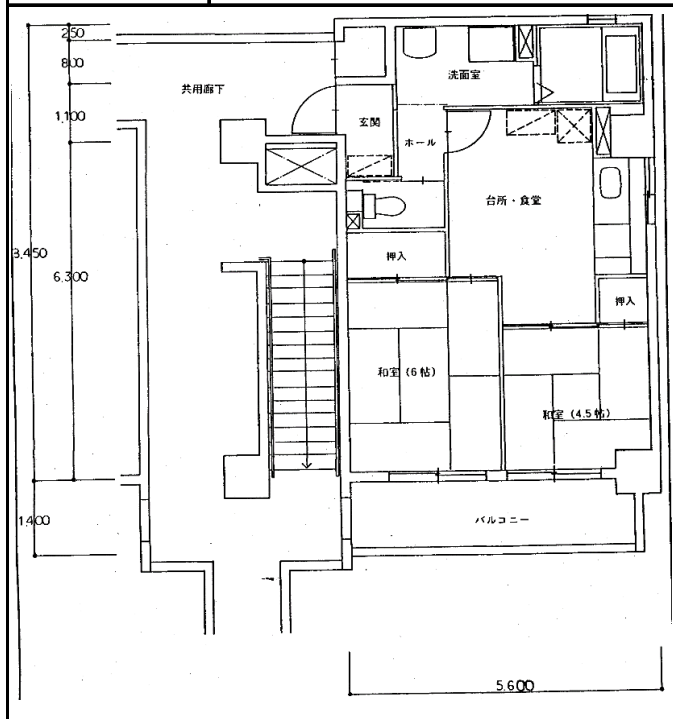 250
800
共用廊下
洗面室
1,100
玄関
ホール
台所・食堂
8.450
押入
6.300
押入
和室 (6 帖)
和室 (4.5 帖)
1.400
バルコニー
5.600